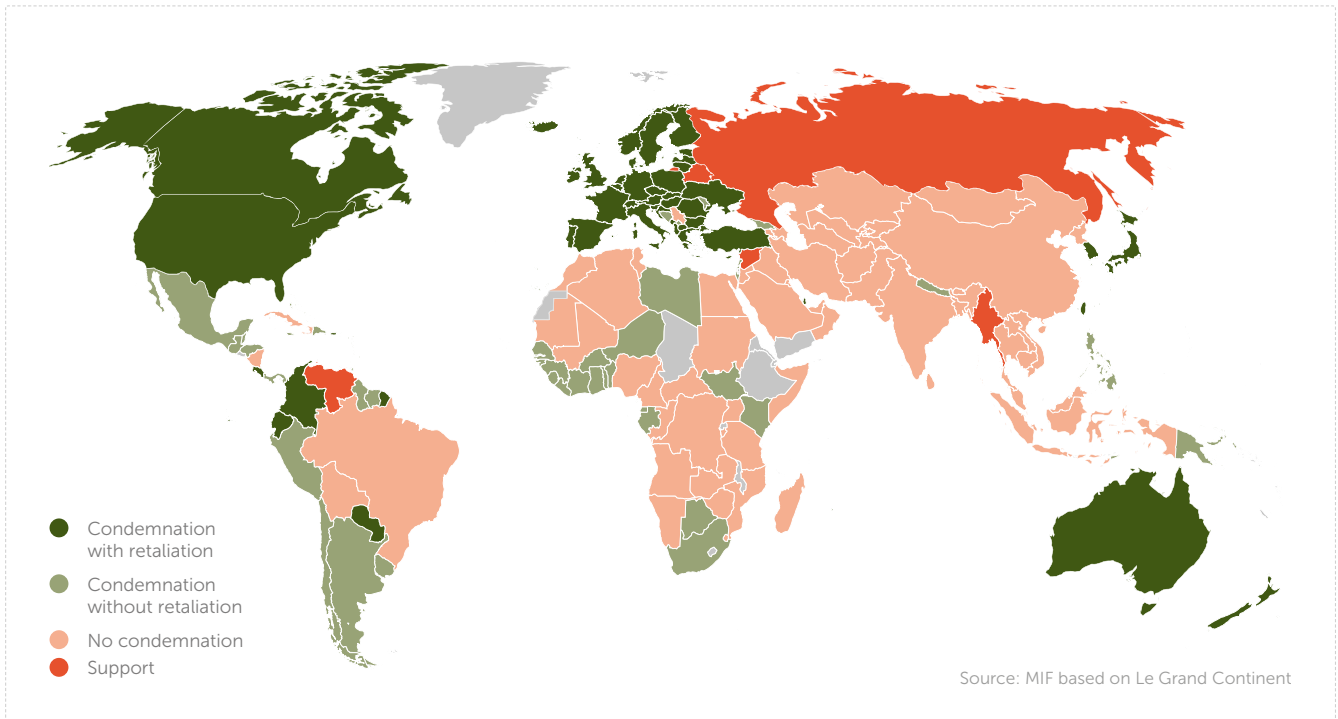 Condemnation
with retaliation
Condemnation
without retaliation
No condemnation
Support
Source: MIF based on Le Grand Continent